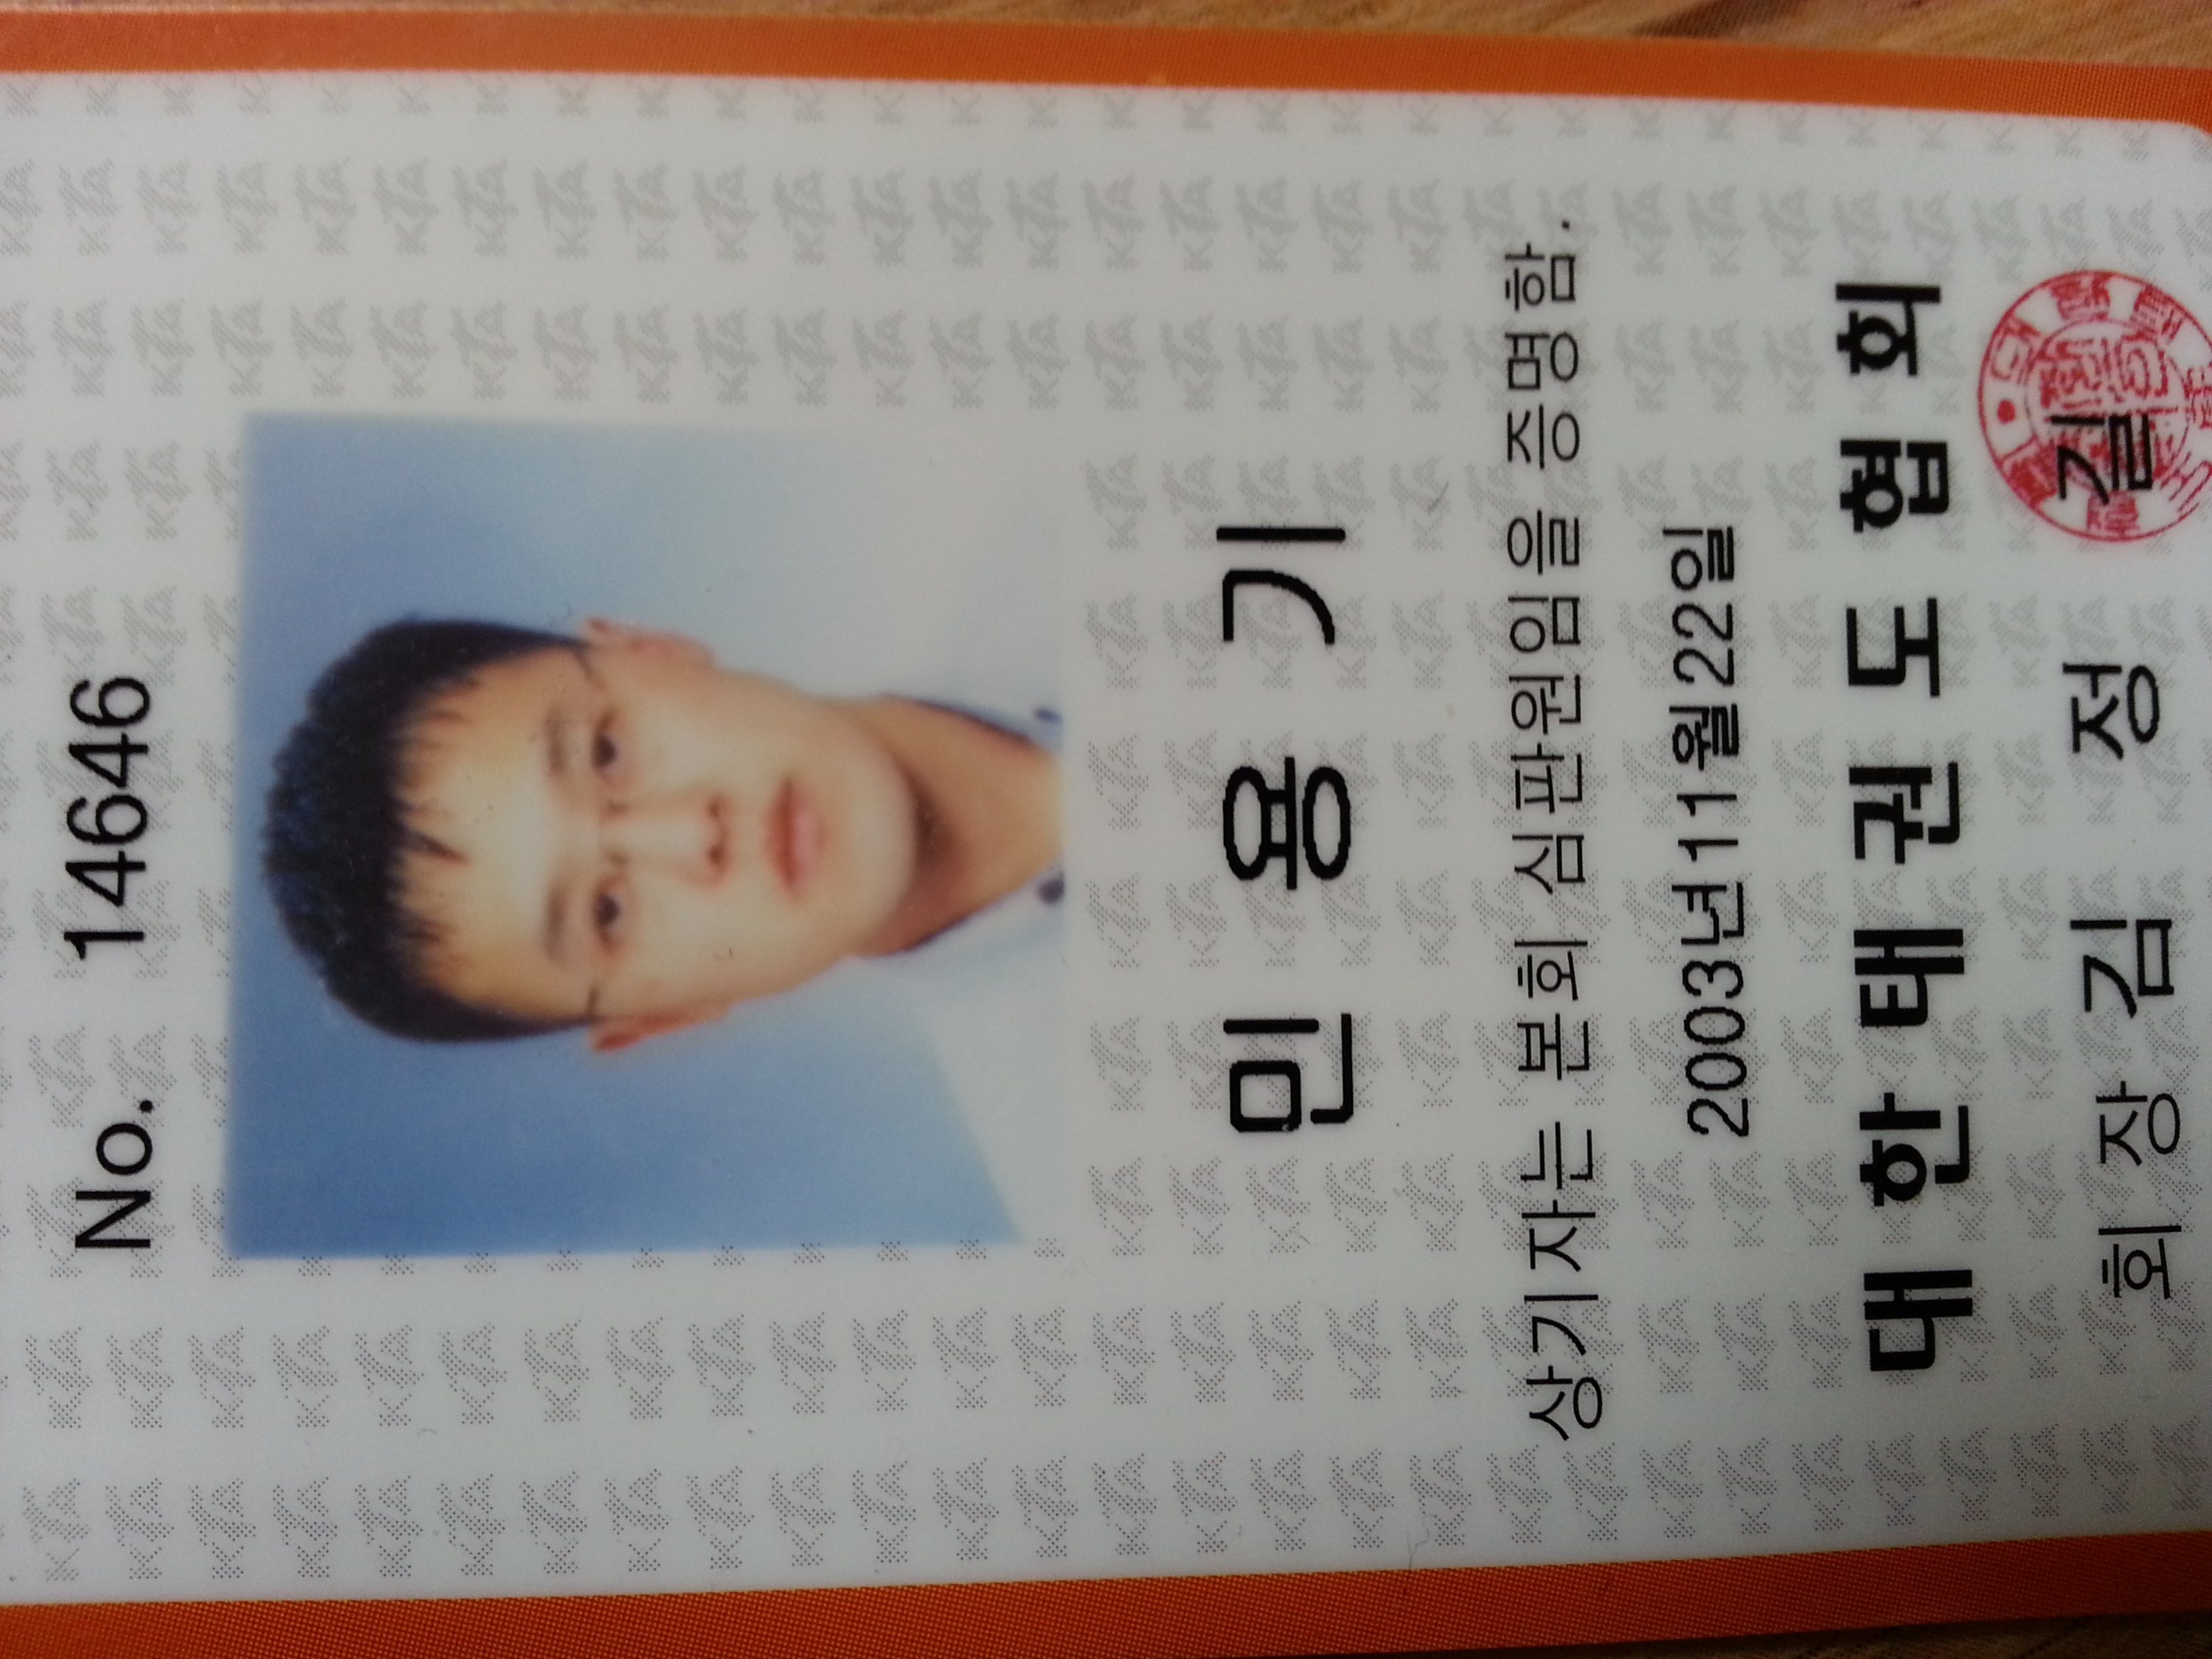 No. 14646
민 용 기
상기자는 본회 심판원임을 증명함.
2003년11월22일
대 한 태 권 도 협 회
회 장 김 정 길